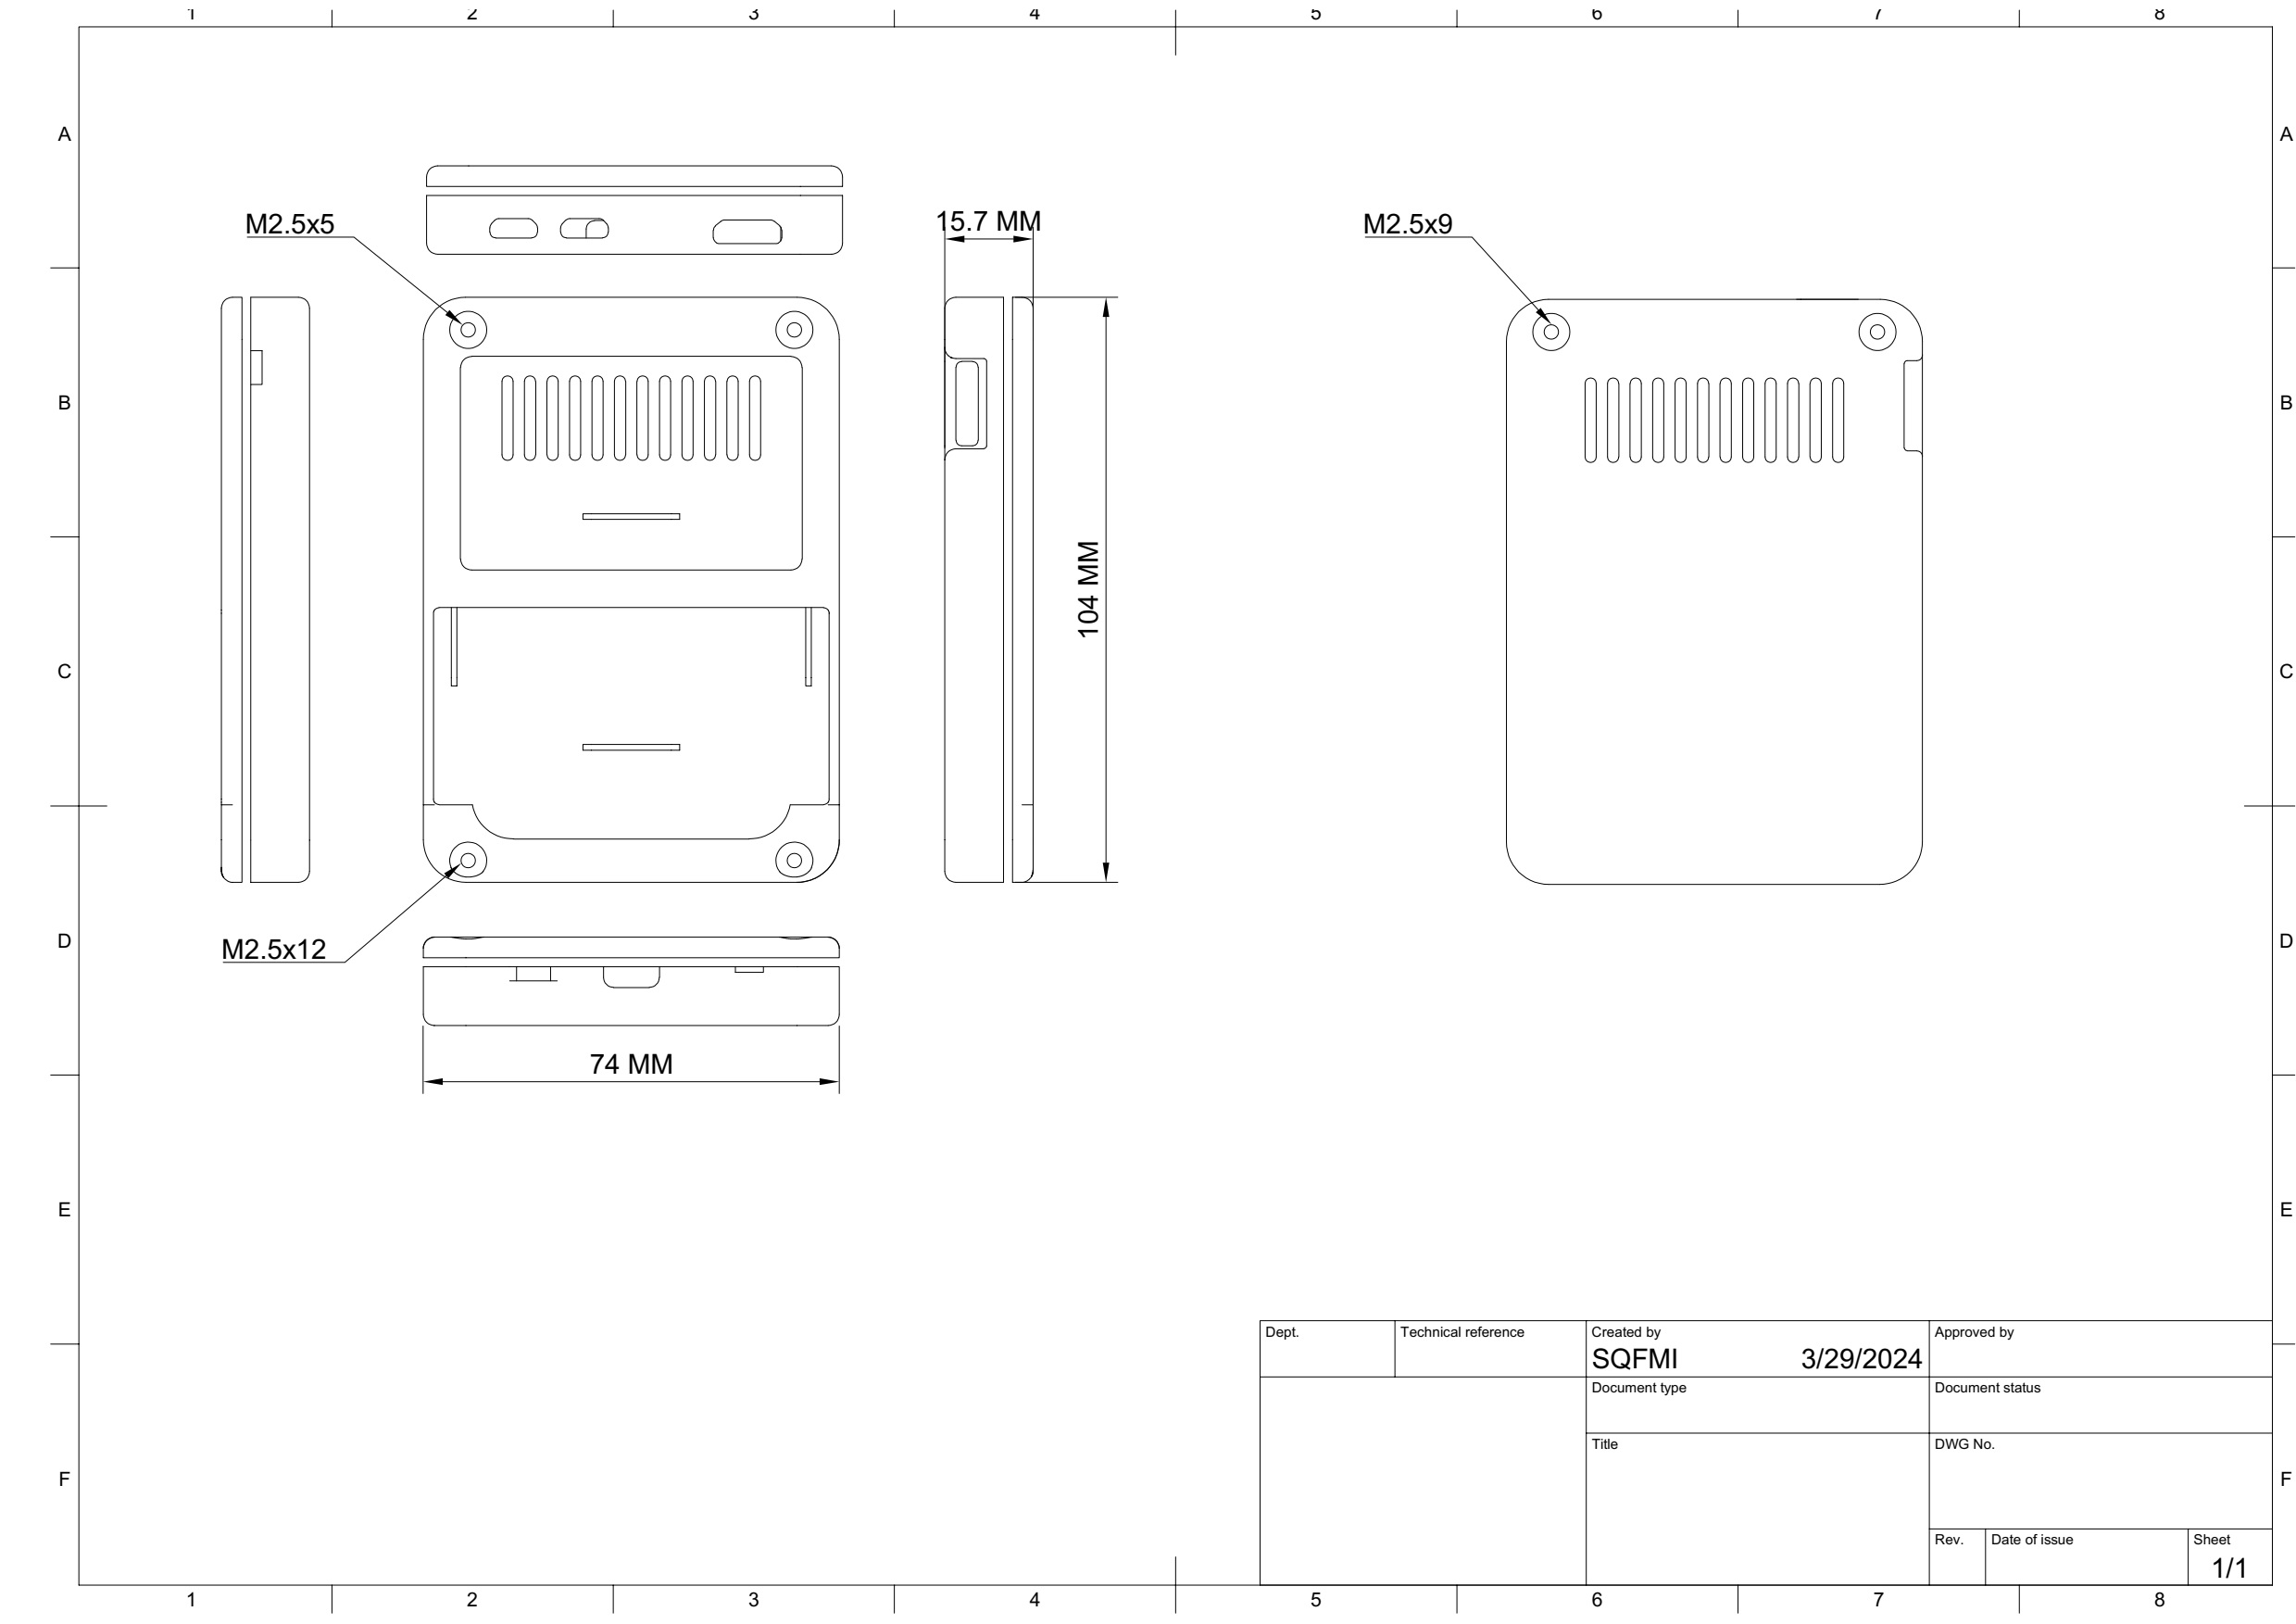 1 2 3 4 5 6 7 8
A A
M2.5x5 15.7 MM M2.5x9
B B
104 MM
C C
D D
M2.5x12
74 MM
E E
Dept. Technical reference Created by Approved by
SQFMI 3/29/2024
Document type Document status
Title DWG No.
F F
Rev. Date of issue Sheet
1/1
1 2 3 4 5 6 7 8